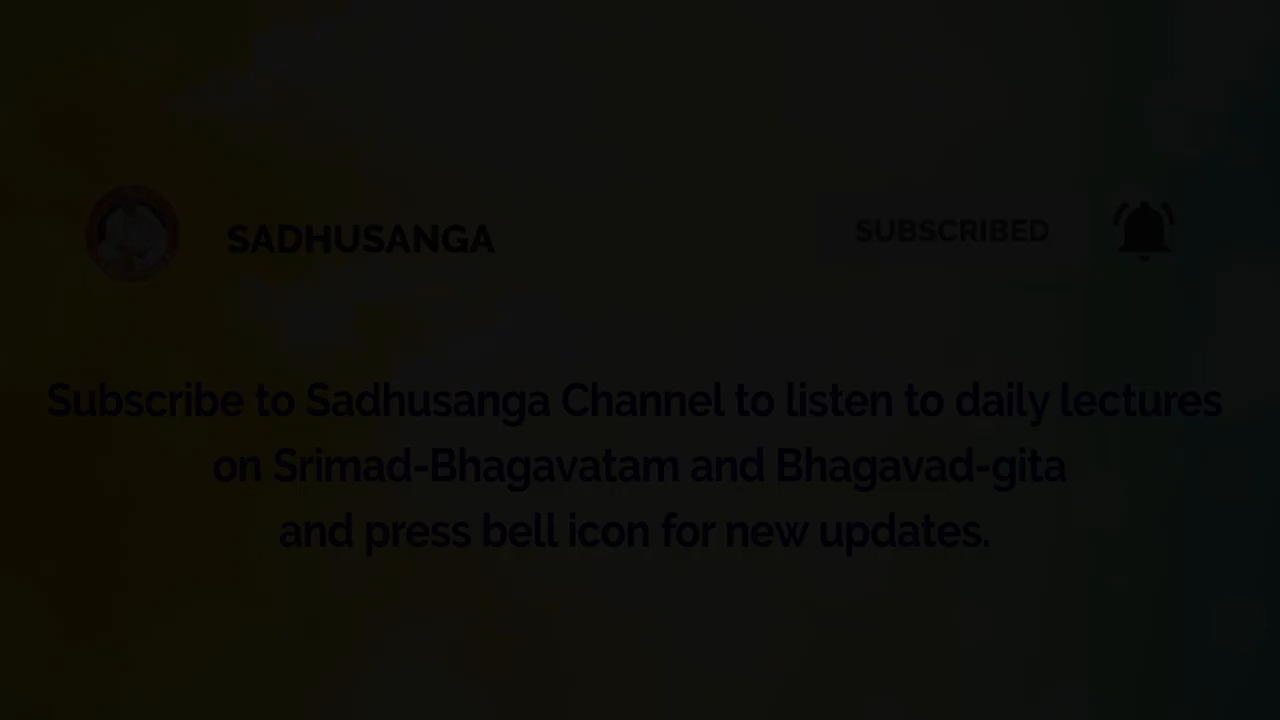 SADHUSANGA
SUBSCRIBED
Subscribe to Sadhusanga Channel to listen to daily lectures
on Srimad-Bhagavatam and Bhagavad-gita
and press bell icon for new updates.